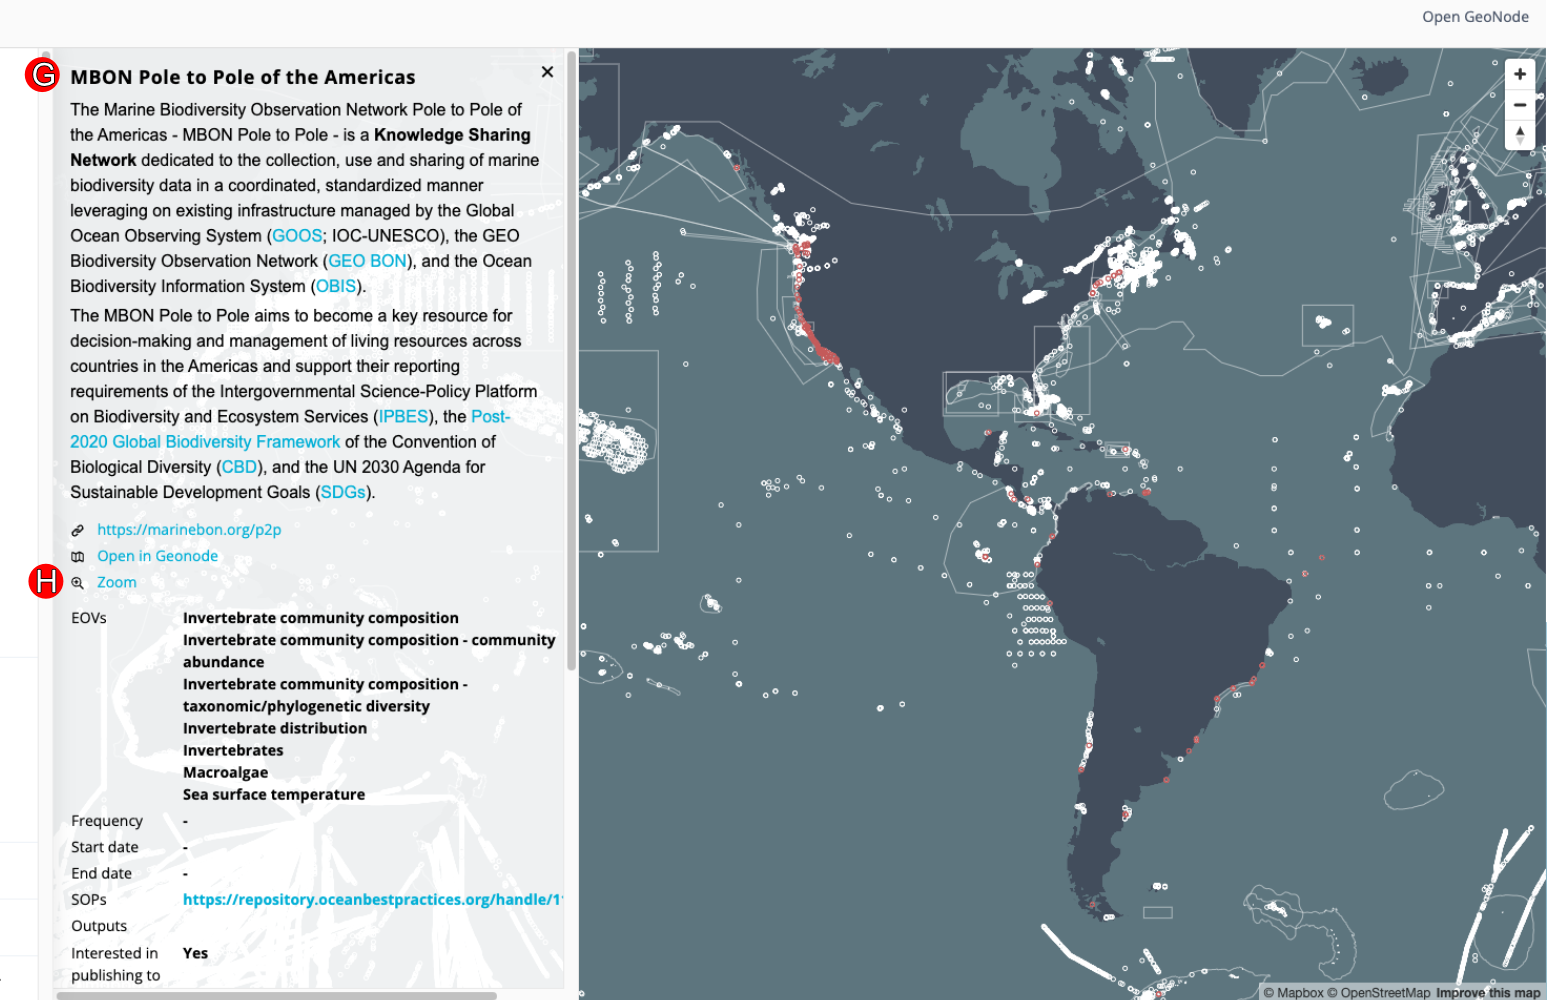 Open GeoNode
G
MBON Pole to Pole of the Americas
The Marine Biodiversity Observation Network Pole to Pole of
the Americas - MBON Pole to Pole - is a Knowledge Sharing
Network dedicated to the collection, use and sharing of marine
biodiversity data in a coordinated, standardized manner
leveraging on existing infrastructure managed by the Global
Ocean Observing System (GOOS; IOC-UNESCO), the GEO
Biodiversity Observation Network (GEO BON), and the Ocean
Biodiversity Information System (OBIS).
The MBON Pole to Pole aims to become a key resource for
decision-making and management of living resources across
countries in the Americas and support their reporting
requirements of the Intergovernmental Science-Policy Platform
on Biodiversity and Ecosystem Services (IPBES), the Post-
2020 Global Biodiversity Framework of the Convention of
Biological Diversity (CBD), and the UN 2030 Agenda for
Sustainable Development Goals (SDGs).
https://marinebon.org/p2p
Open in Geonode
H
Zoom
EOVs
Invertebrate community composition
Invertebrate community composition - community
abundance
Invertebrate community composition -
taxonomic/phylogenetic diversity
Invertebrate distribution
Invertebrates
Macroalgae
Sea surface temperature
Frequency -
Start date -
End date -
SOPs https://repository.oceanbestpractices.org/handle/1
Outputs
Interested in Yes
publishing to
© Mapbox © OpenStreetMap Improve this map